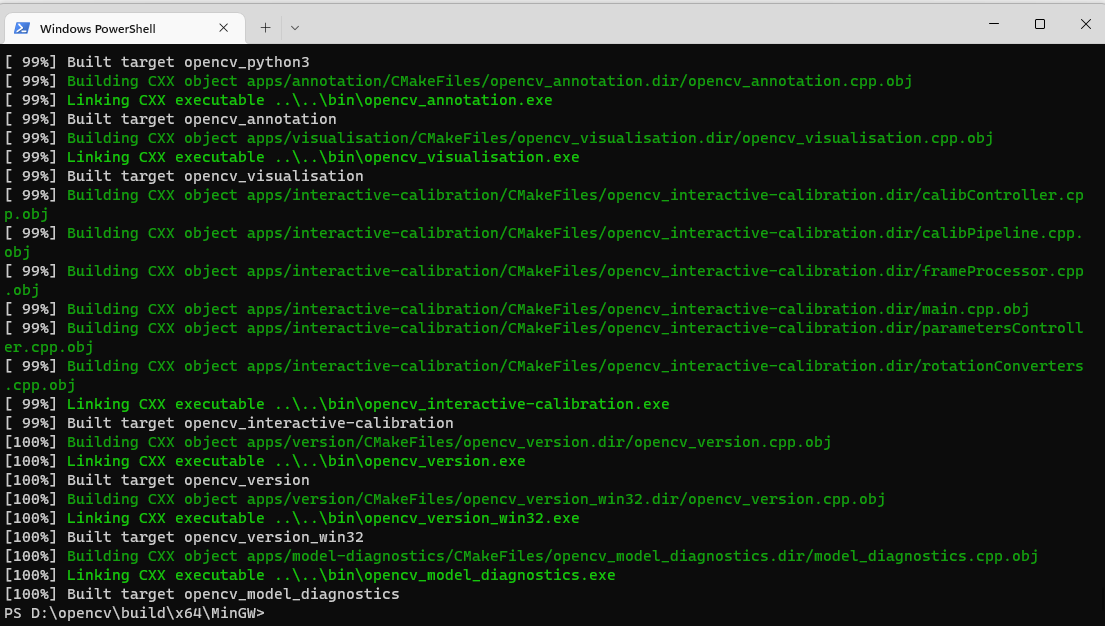 Windows PowerShell
[ 99%] Built target opencv_python3
[ 99%] Building CXX object apps/annotation/CMakeFiles/opencv_annotation.dir/opencv_annotation.cpp.obj
[ 99%] Linking CXX executable ..\..\bin\opencv_annotation.exe
[ 99%] Built target opencv_annotation
[ 99%] Building CXX object apps/visualisation/CMakeFiles/opencv_visualisation.dir/opencv_visualisation.cpp.obj
[ 99%] Linking CXX executable ..\..\bin\opencv_visualisation.exe
[ 99%] Built target opencv_visualisation
[ 99%] Building CXX object apps/interactive-calibration/CMakeFiles/opencv_interactive-calibration.dir/calibController.cp
p.obj
[ 99%] Building CXX object apps/interactive-calibration/CMakeFiles/opencv_interactive-calibration.dir/calibPipeline.cpp.
obj
[ 99%] Building CXX object apps/interactive-calibration/CMakeFiles/opencv_interactive-calibration.dir/frameProcessor.cpp
.obj
[ 99%] Building CXX object apps/interactive-calibration/CMakeFiles/opencv_interactive-calibration.dir/main.cpp.obj
[ 99%] Building CXX object apps/interactive-calibration/CMakeFiles/opencv_interactive-calibration.dir/parametersControll
er.cpp.obj
[ 99%] Building CXX object apps/interactive-calibration/CMakeFiles/opencv_interactive-calibration.dir/rotationConverters
.cpp.obj
[ 99%] Linking CXX executable ..\..\bin\opencv_interactive-calibration.exe
[ 99%] Built target opencv_interactive-calibration
[100%] Building CXX object apps/version/CMakeFiles/opencv_version.dir/opencv_version.cpp.obj
[100%] Linking CXX executable ..\..\bin\opencv_version.exe
[100%] Built target opencv_version
[100%] Building CXX object apps/version/CMakeFiles/opencv_version_win32.dir/opencv_version.cpp.obj
[100%] Linking CXX executable ..\..\bin\opencv_version_win32.exe
[100%] Built target opencv_version_win32
[100%] Building CXX object apps/model-diagnostics/CMakeFiles/opencv_model_diagnostics.dir/model_diagnostics.cpp.obj
[100%] Linking CXX executable ..\..\bin\opencv_model_diagnostics.exe
[100%] Built target opencv_model_diagnostics
PS D:\opencv\build\x64\MinGW>